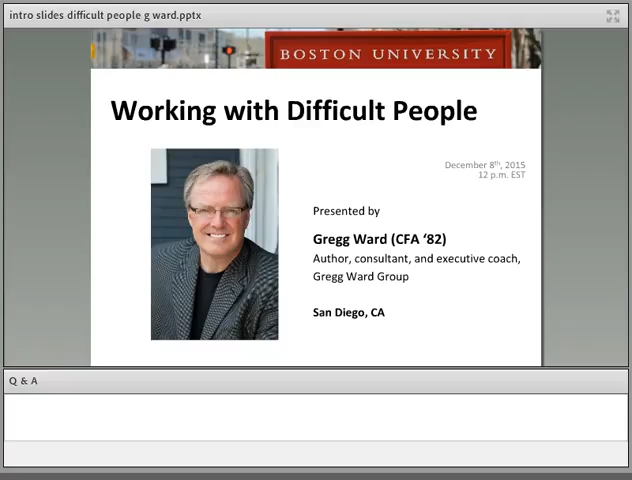 intro slides difficult people g ward.pptx
BOSTON UNIVERSITY
Working with Difficult People
December 8th, 2015
12 p.m. EST
Presented by
Gregg Ward (CFA ‘82)
Author, consultant, and executive coach,
Gregg Ward Group
San Diego, CA
Q & A